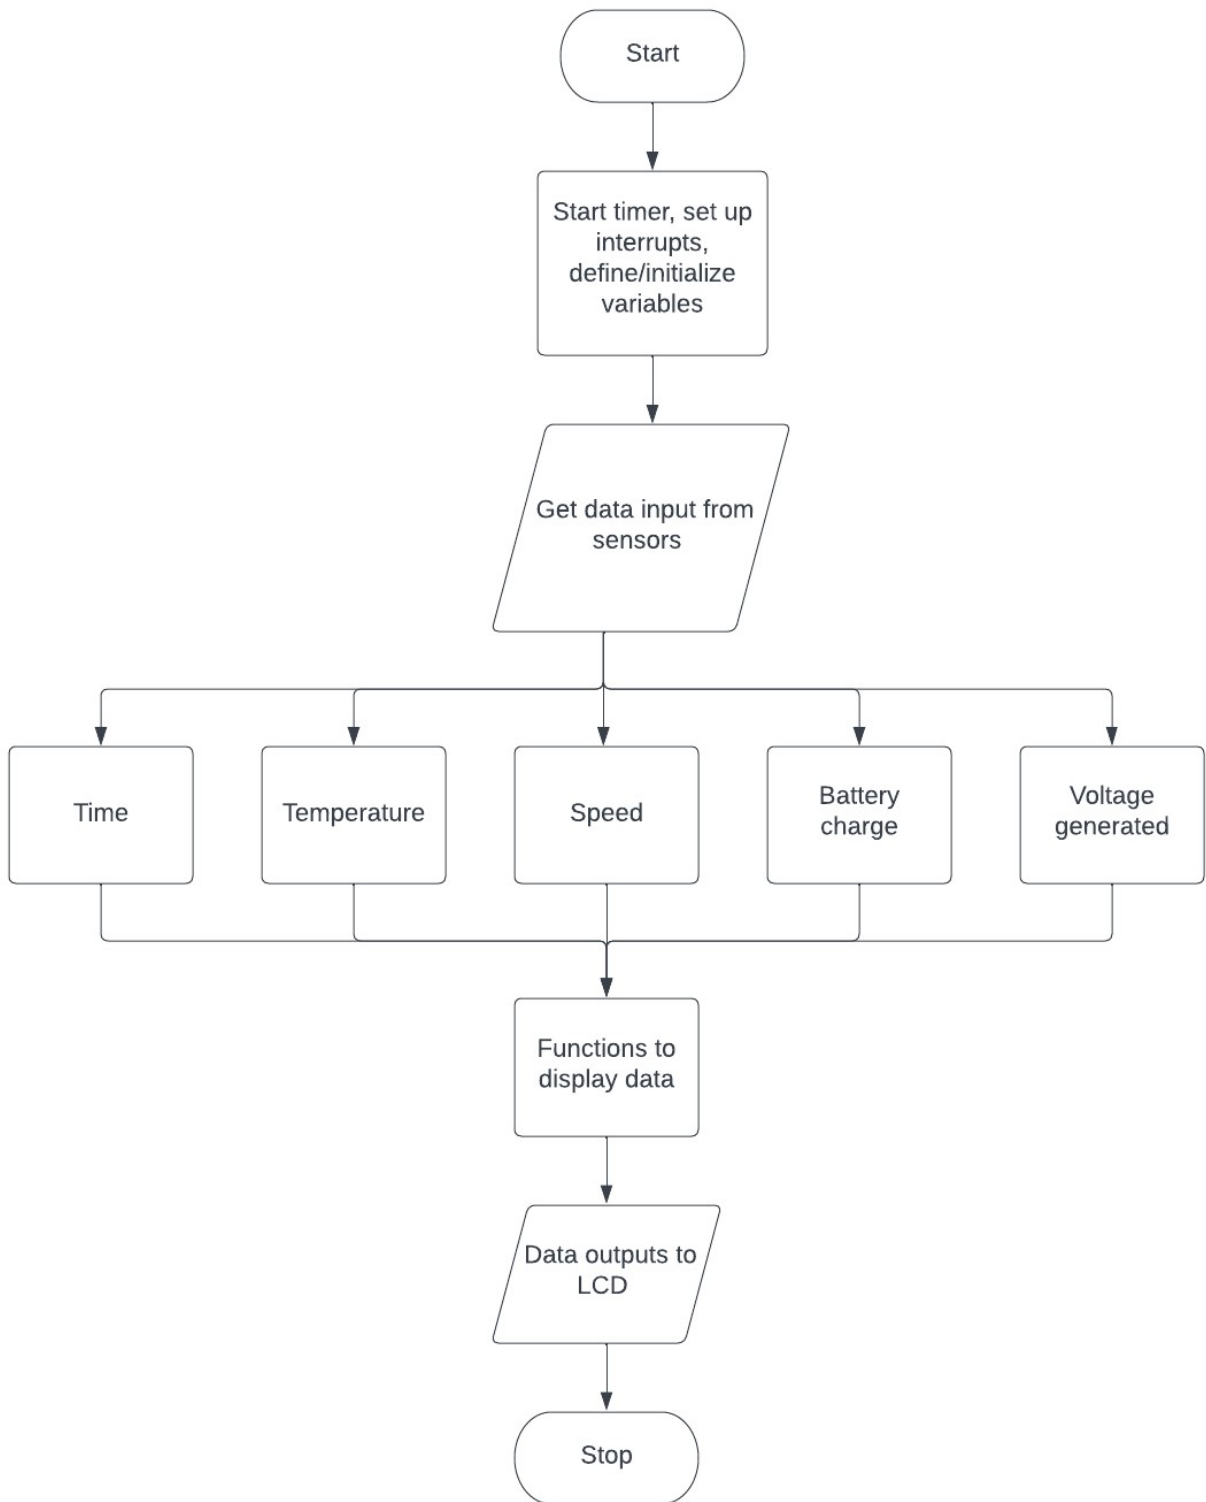 Start
Start timer, set up
interrupts,
define/initialize
variables
Get data input from
sensors
Time
Temperature
Speed
Battery
charge
Voltage
generated
Functions to
display data
Data outputs to
LCD
Stop